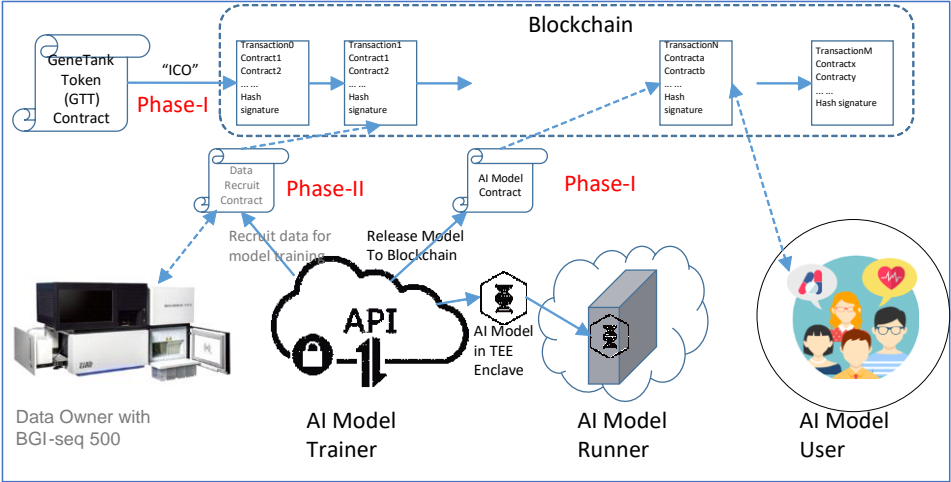 Blockchain
GeneTank
Token
(GTT)
Contract
“ICO”
Phase-I
Transaction0
Contract1
Contract2
... ...
Hash
signature
Transaction1
Contract1
Contract2
... ...
Hash
signature
TransactionN
Contracta
Contractb
... ...
Hash
signature
TransactionM
Contractx
Contracty
... ...
Hash signature
Data
Recruit
Contract
Phase-II
AI Model
Contract
Phase-I
Recruit data for
model training
Release Model
To Blockchain
API
AI Model
in TEE
Enclave
Data Owner with
BGI-seq 500
AI Model
Trainer
AI Model
Runner
AI Model
User